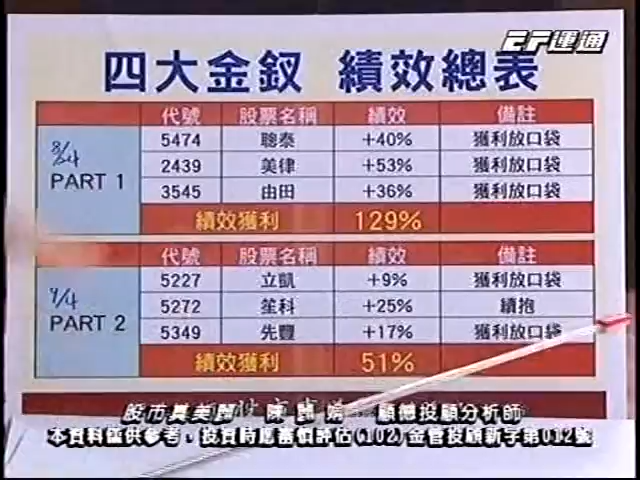 ET運通
四大金釵 績效總表
8/24
PART 1
代號 股票名稱 績效 備註
5474 聰泰 +40% 獲利放口袋
2439 美律 +53% 獲利放口袋
3545 由田 +36% 獲利放口袋
績效獲利 129%
9/4
PART 2
代號 股票名稱 績效 備註
5227 立凱 +9% 獲利放口袋
5272 笙科 +25% 續抱
5349 先豐 +17% 獲利放口袋
績效獲利 51%
股市真美麗 陳 娟 顧德投顧分析師
本資料僅供參考，投資時應審慎評估(102)金管投顧新字第012號